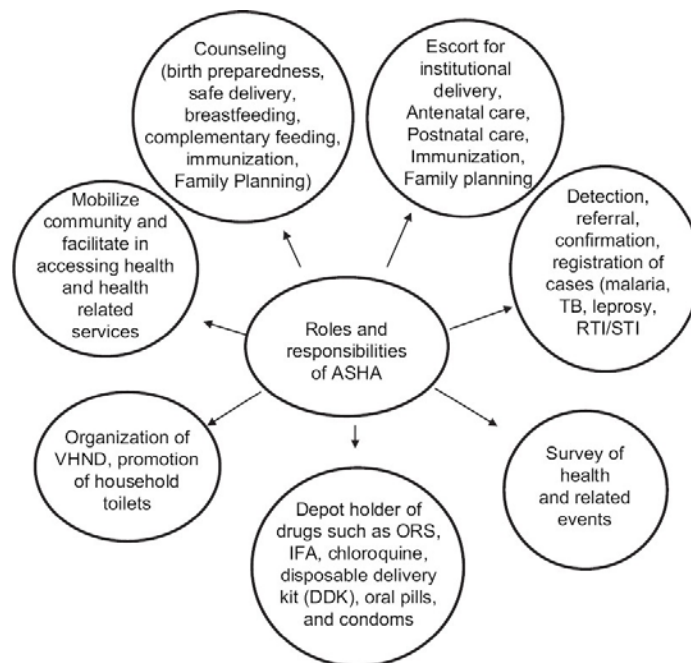 Counseling
(birth preparedness,
safe delivery,
breastfeeding,
complementary feeding,
immunization,
Family Planning)
Escort for
institutional
delivery,
Antenatal care,
Postnatal care,
Immunization,
Family planning
Mobilize
community and
facilitate in
accessing health
and health
related
services
Detection,
referral,
confirmation,
registration of
cases (malaria,
TB, leprosy,
RTI/STI
Roles and
responsibilities
of ASHA
Organization of
VHND, promotion
of household
toilets
Survey of
health
and related
events
Depot holder of
drugs such as ORS,
IFA, chloroquine,
disposable delivery
kit (DDK), oral pills,
and condoms